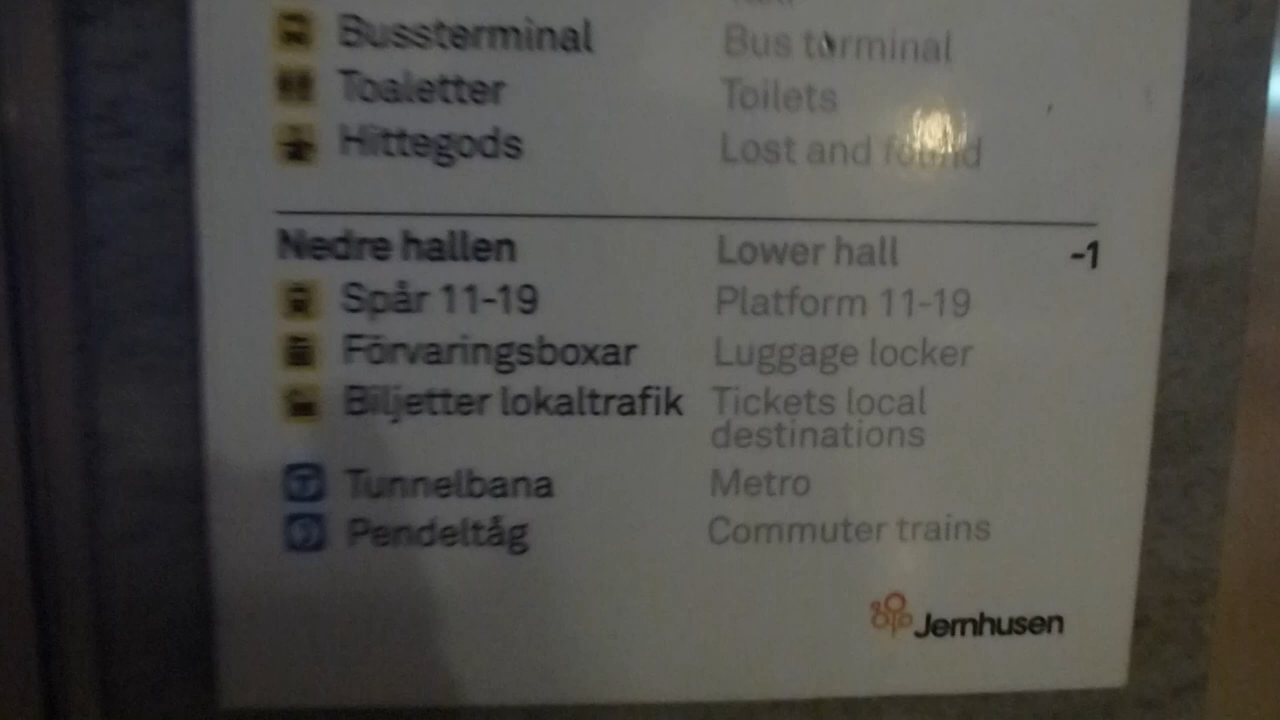 Bussterminal Bus terminal
Toaletter Toilets
Hittegods Lost and found
Nedre hallen Lower hall -1
Spår 11-19 Platform 11-19
Förvaringsboxar Luggage locker
Biljetter lokaltrafik Tickets local
destinations
Tunnelbana Metro
Pendeltåg Commuter trains
Jernhusen